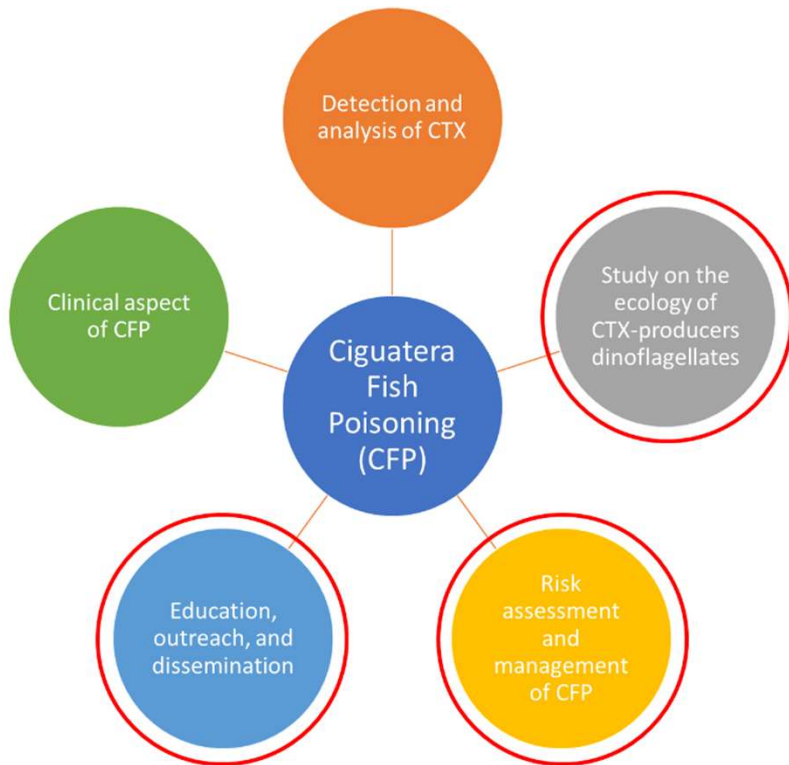 Detection and
analysis of CTX
Study on the
ecology of
CTX-producers
dinoflagellates
Clinical aspect
of CFP
Ciguatera
Fish
Poisoning
(CFP)
Education,
outreach, and
dissemination
Risk
assessment
and
management
of CFP